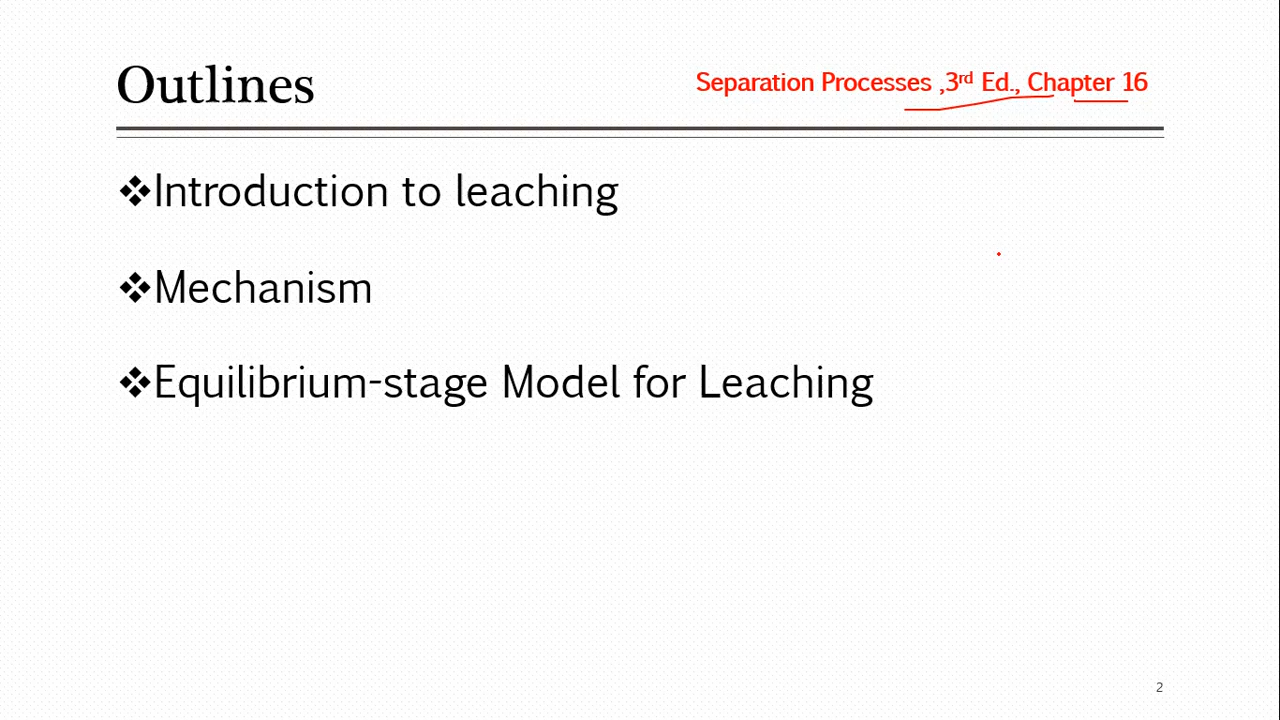 Outlines
Separation Processes ,3rd Ed., Chapter 16
❖Introduction to leaching
❖Mechanism
❖Equilibrium-stage Model for Leaching
2